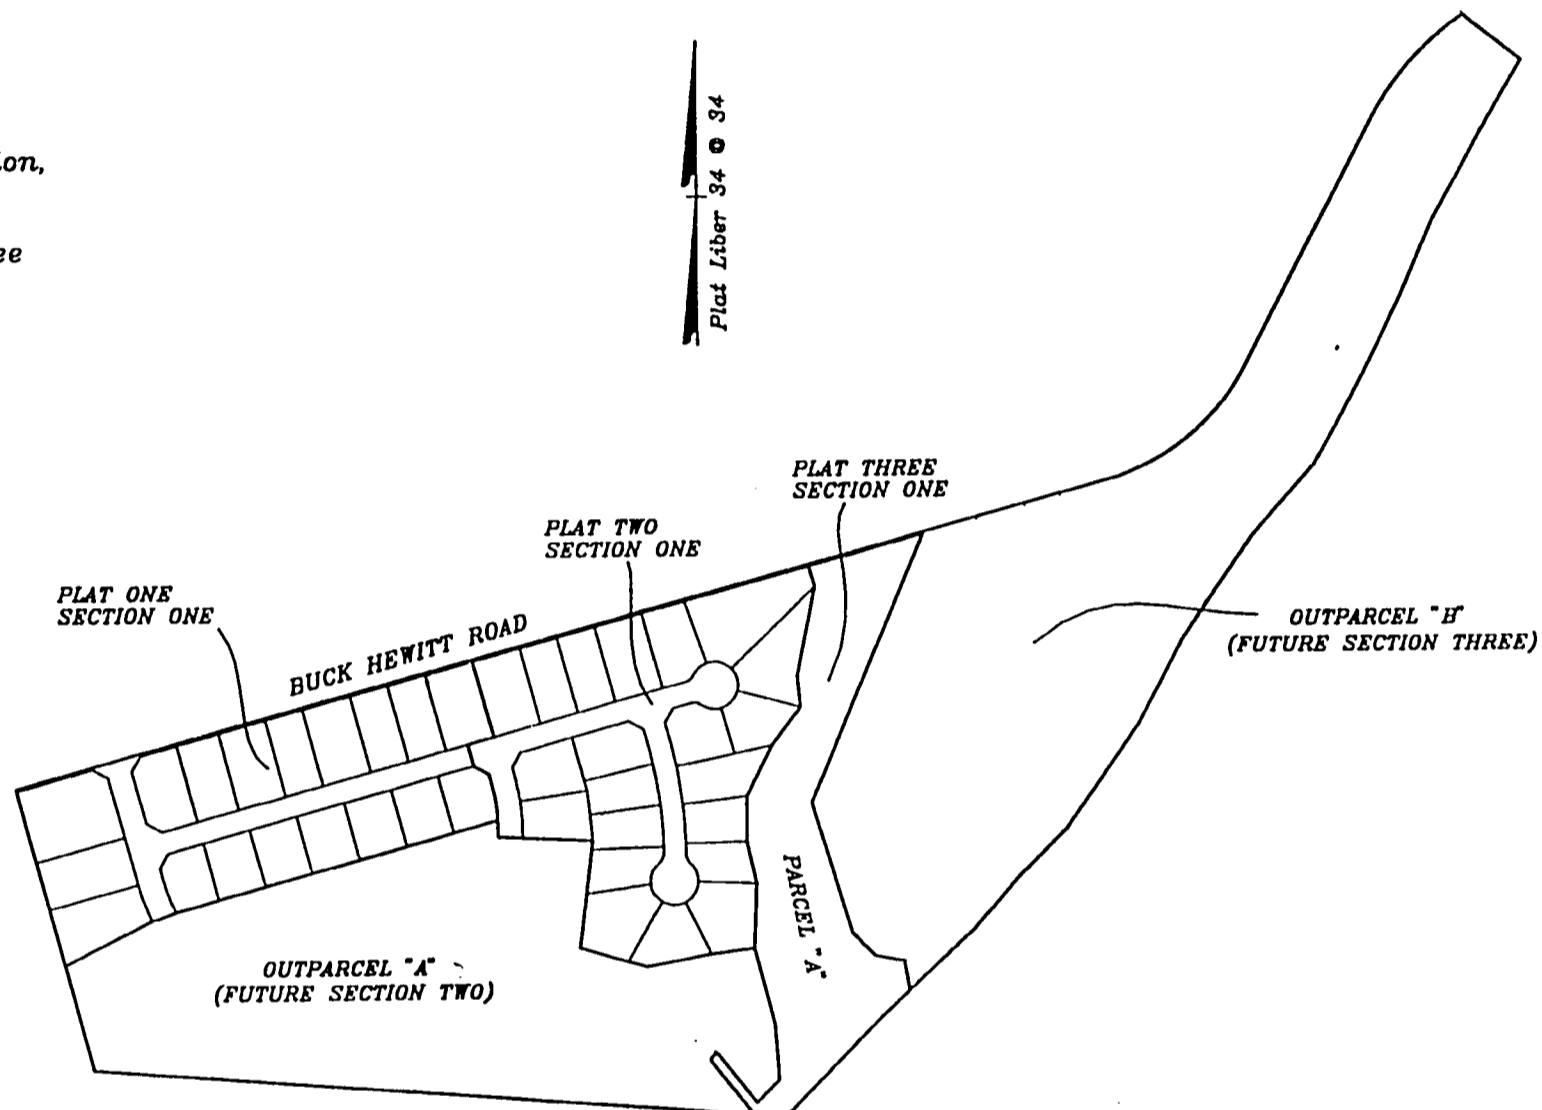 ion,
ee
Plat Liber 34 @ 34
PLAT THREE
SECTION ONE
PLAT TWO
SECTION ONE
PLAT ONE
SECTION ONE
BUCK HEWITT ROAD
OUTPARCEL "B"
(FUTURE SECTION THREE)
PARCEL "A"
OUTPARCEL "A"
(FUTURE SECTION TWO)